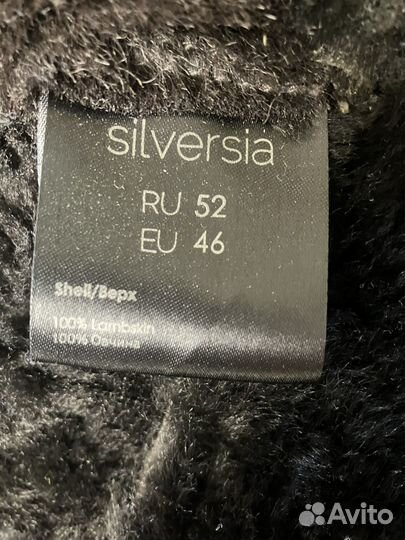 silversia
RU 52
EU 46
Shell/Верх
100% Lambskin
100% Овчина
Avito